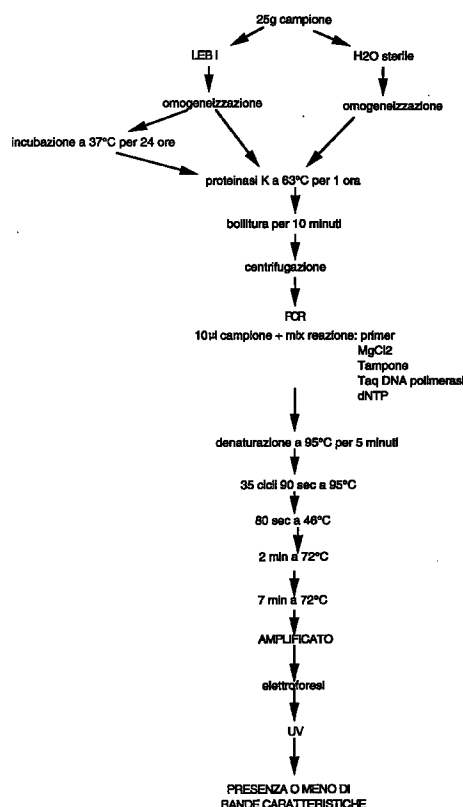 25g campione
LEB I
H2O sterile
omogeneizzazione
omogeneizzazione
incubazione a 37°C per 24 ore
proteinasi K a 63°C per 1 ora
bollitura per 10 minuti
centrifugazione
PCR
10µl campione + mix reazione: primer
MgCl2
Tampone
Taq DNA polimerasi
dNTP
denaturazione a 95°C per 5 minuti
35 cicli 90 sec a 95°C
80 sec a 46°C
2 min a 72°C
7 min a 72°C
AMPLIFICATO
elettroforesi
UV
PRESENZA O MENO DI
BANDE CARATTERISTICHE